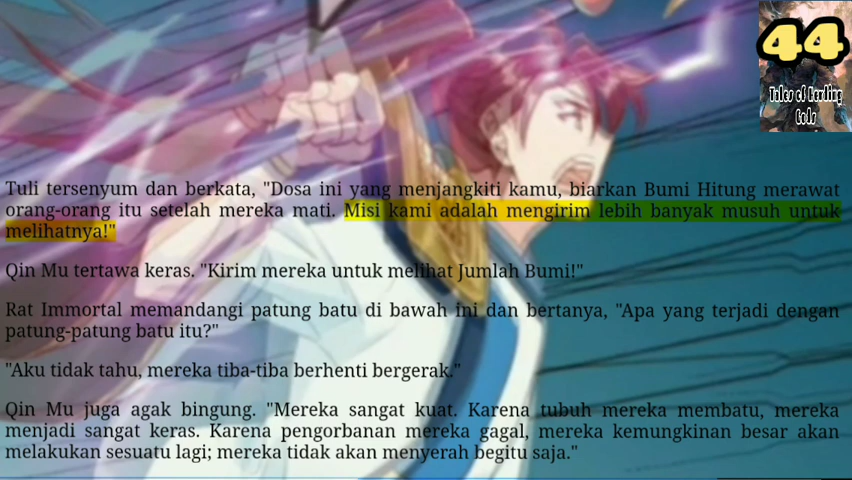 44
Tales of Herding
Gods
Tuli tersenyum dan berkata, "Dosa ini yang menjangkiti kamu, biarkan Bumi Hitung merawat
orang-orang itu setelah mereka mati. Misi kami adalah mengirim lebih banyak musuh untuk
melihatnya!"
Qin Mu tertawa keras. "Kirim mereka untuk melihat Jumlah Bumi!"
Rat Immortal memandangi patung batu di bawah ini dan bertanya, "Apa yang terjadi dengan
patung-patung batu itu?"
"Aku tidak tahu, mereka tiba-tiba berhenti bergerak."
Qin Mu juga agak bingung. "Mereka sangat kuat. Karena tubuh mereka membatu, mereka
menjadi sangat keras. Karena pengorbanan mereka gagal, mereka kemungkinan besar akan
melakukan sesuatu lagi; mereka tidak akan menyerah begitu saja."